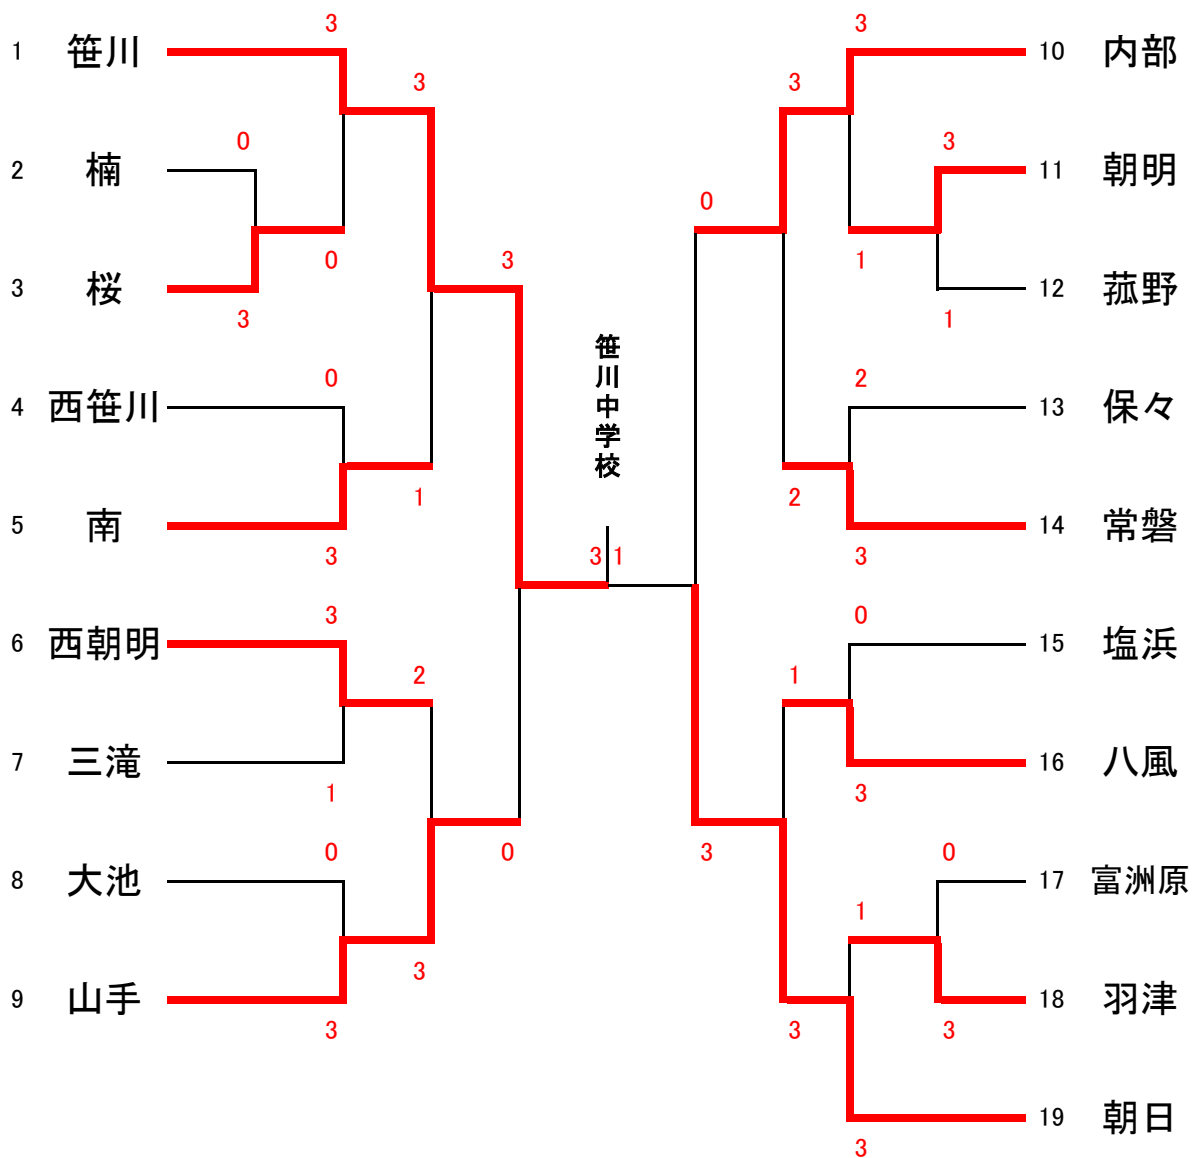 3
3
1 笹川
10 内部
3
3
0
3
2 楠
11 朝明
0
0
3
1
3 桜
12 菰野
3
1
笹川中学校
0
2
4 西笹川
13 保々
1
2
5 南
14 常磐
3
3 1
3
3
0
6 西朝明
15 塩浜
2
1
7 三滝
16 八風
1
3
0
0
3
0
8 大池
17 富洲原
1
3
9 山手
18 羽津
3
3
3
19 朝日
3